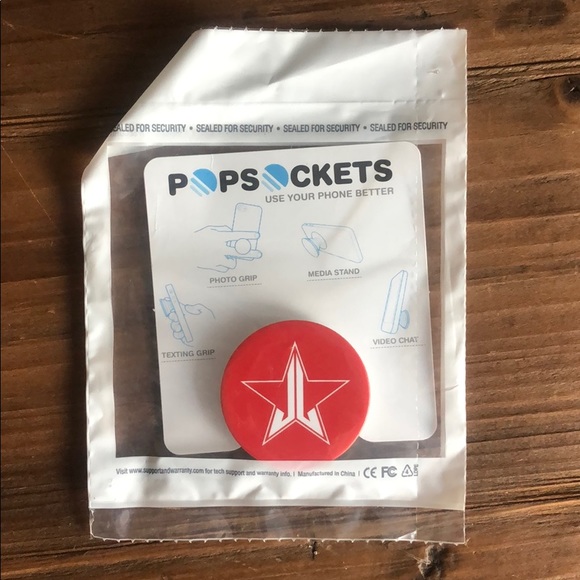 SEALED FOR SECURITY • SEALED FOR SECURITY • SEALED FOR SECURITY • SEALED FOR SECURITY
POPSOCKETS
USE YOUR PHONE BETTER
PHOTO GRIP
MEDIA STAND
TEXTING GRIP
VIDEO CHAT
Visit www.supportandwarranty.com for tech support and warranty info. | Manufactured in China | CE FC